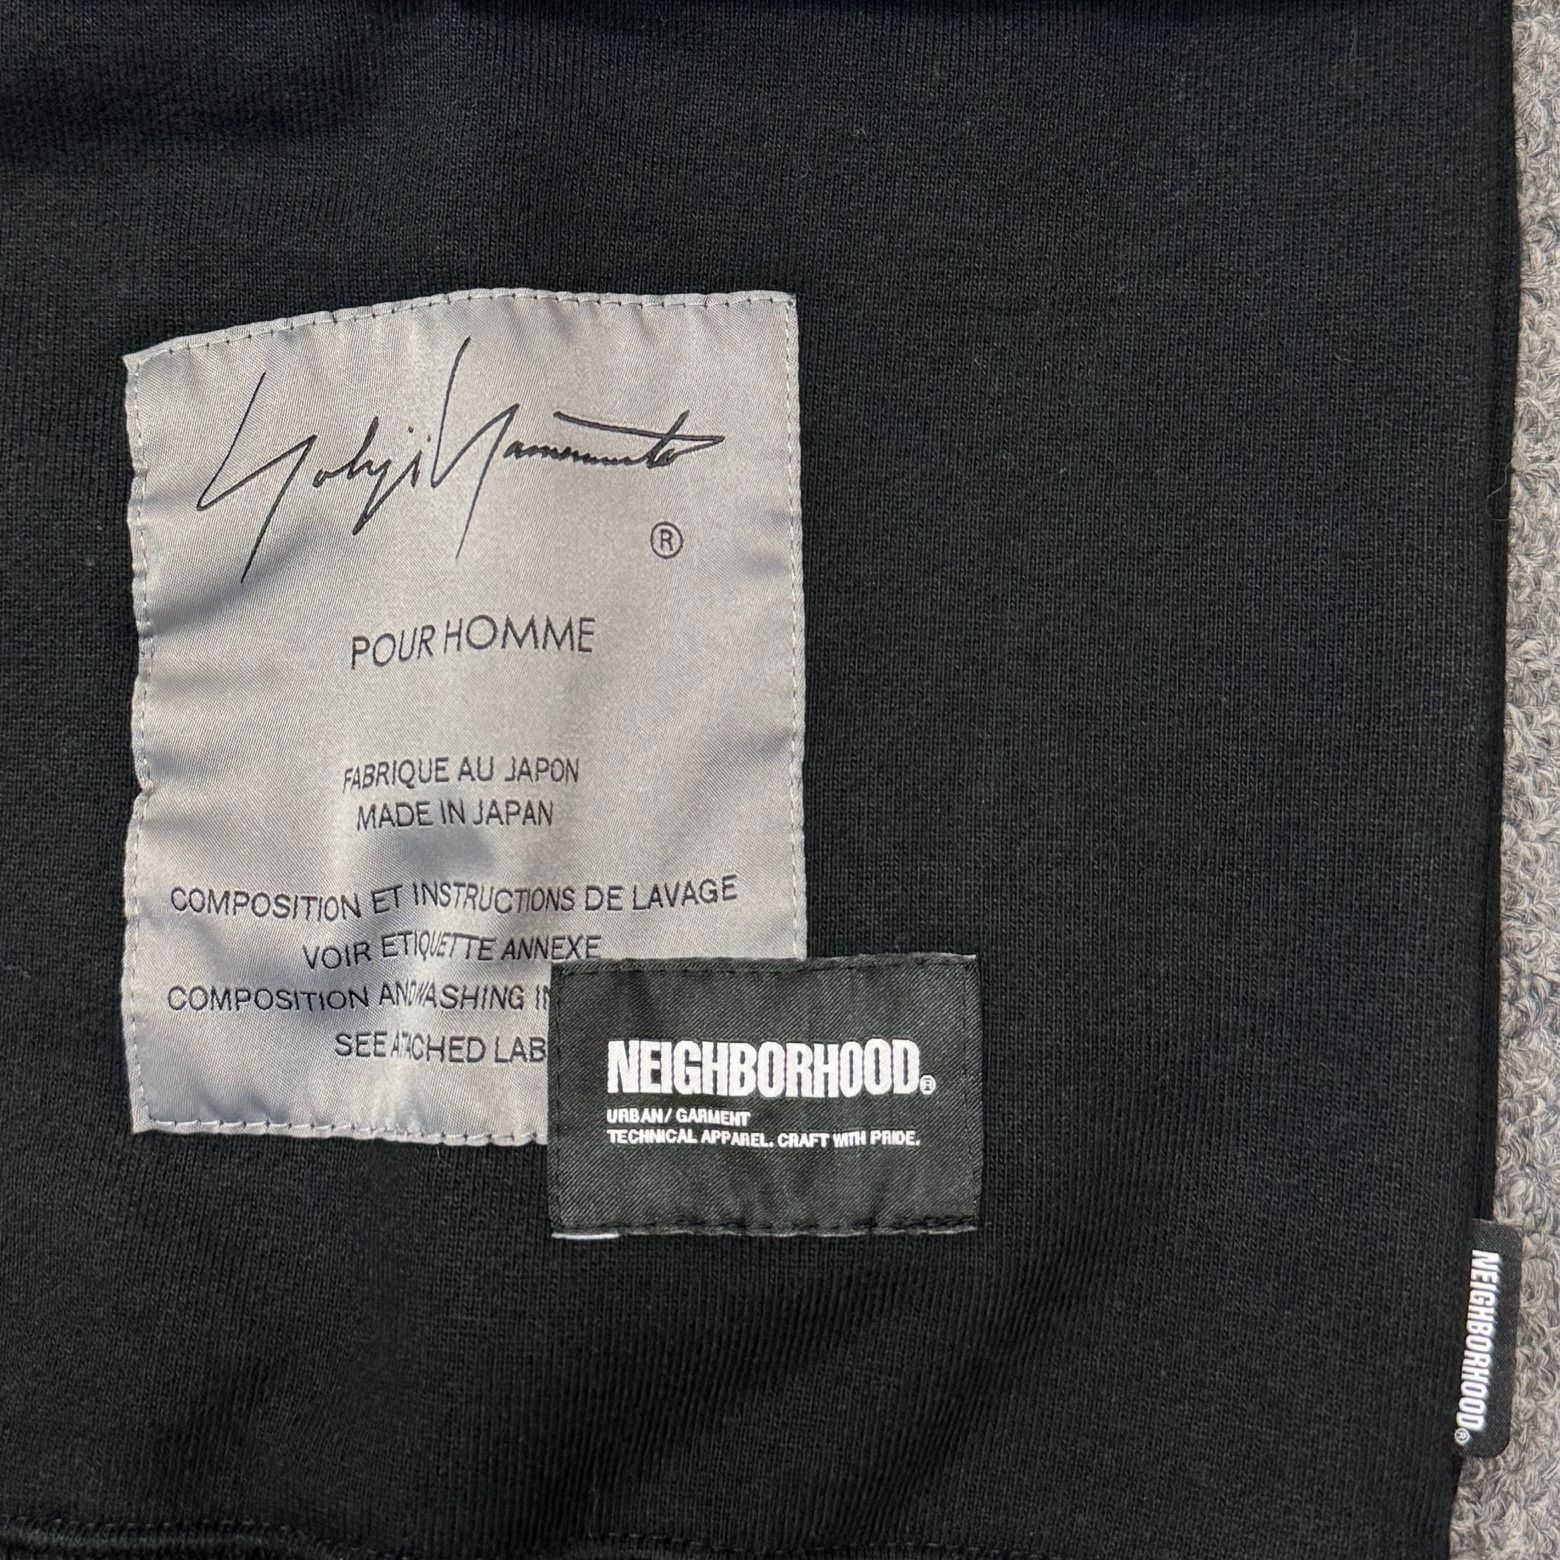 Yohji Yamamoto
®
POUR HOMME
FABRIQUE AU JAPON
MADE IN JAPAN
COMPOSITION ET INSTRUCTIONS DE LAVAGE
VOIR ETIQUETTE ANNEXE
COMPOSITION AND WASHING
SEE ATTACHED
NEIGHBORHOOD®
URBAN/ GARMENT
TECHNICAL APPAREL. CRAFT WITH PRIDE.
NEIGHBORHOOD®